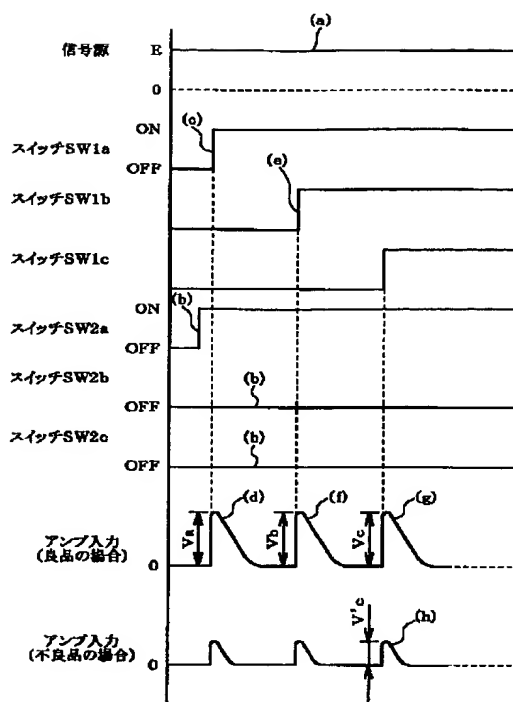 (a)
信号源 E
0
ON
(c)
スイッチSW1a
OFF
(e)
スイッチSW1b
スイッチSW1c
ON
(b)
スイッチSW2a
OFF
スイッチSW2b
(b)
OFF
スイッチSW2c
(b)
OFF
(d)
(f)
(g)
Va
Vb
Vc
アンプ入力
(良品の場合)
0
V'c
アンプ入力
(不良品の場合)
0
(h)